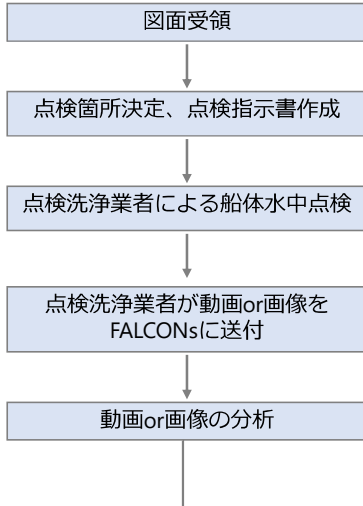 図面受領
点検箇所決定、点検指示書作成
点検洗浄業者による船体水中点検
点検洗浄業者が動画or画像を
FALCONsに送付
動画or画像の分析